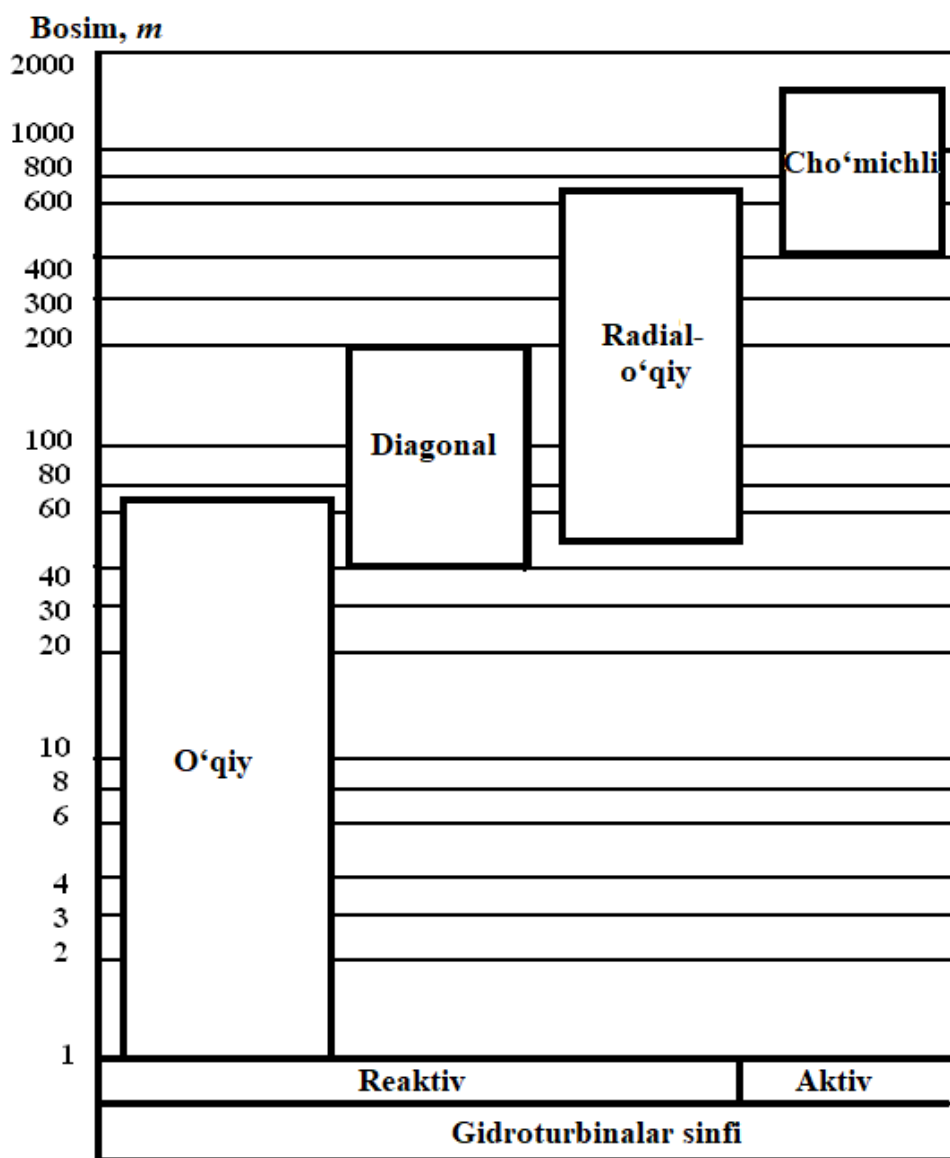 Bosim, m
2000
1000
800
Cho‘michli
600
400
300
200
Radial-
o‘qiy
100
Diagonal
80
60
40
30
20
10
O‘qiy
8
6
4
3
2
1
Reaktiv
Aktiv
Gidroturbinalar sinfi